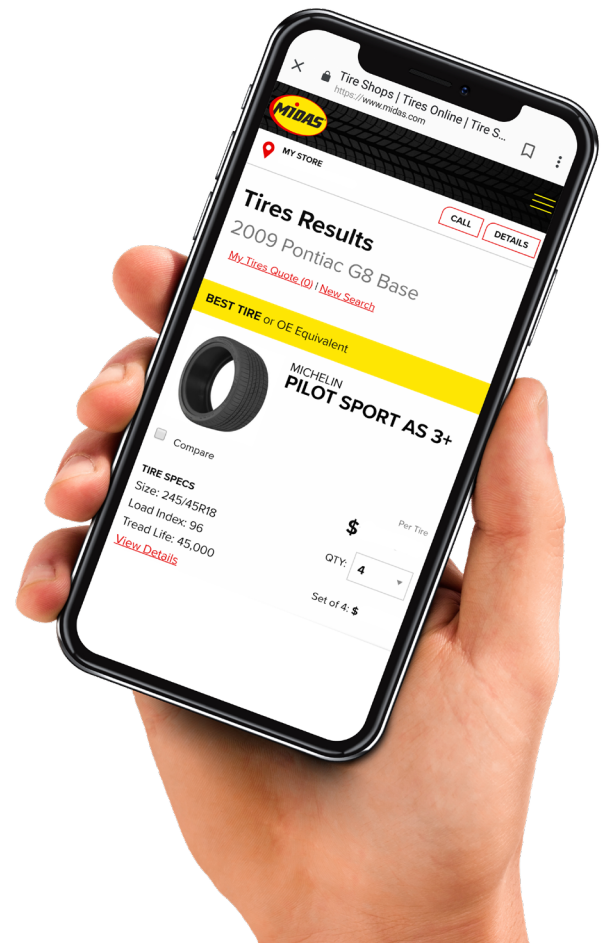 Tire Shops | Tires Online | Tire S...
https://www.midas.com
MiDAS
MY STORE
CALL
DETAILS
Tires Results
2009 Pontiac G8 Base
My Tires Quote (0) | New Search
BEST TIRE or OE Equivalent
MICHELIN
PILOT SPORT AS 3+
Compare
TIRE SPECS
Size: 245/45R18
Load Index: 96
Tread Life: 45,000
View Details
$ Per Tire
QTY: 4
Set of 4: $